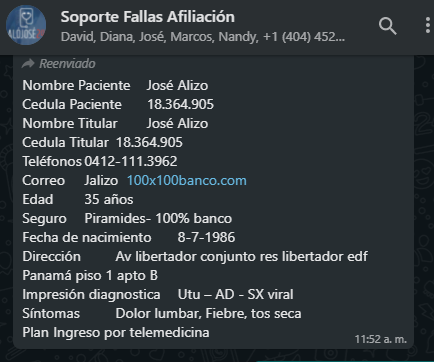 Soporte Fallas Afiliación
David, Diana, José, Marcos, Nandy, +1 (404) 452...
ALÓJOSÉ
Reenviado
Nombre Paciente José Alizo
Cedula Paciente 18.364.905
Nombre Titular José Alizo
Cedula Titular 18.364.905
Teléfonos 0412-111.3962
Correo Jalizo 100x100banco.com
Edad 35 años
Seguro Piramides- 100% banco
Fecha de nacimiento 8-7-1986
Dirección Av libertador conjunto res libertador edf
Panamá piso 1 apto B
Impresión diagnostica Utu – AD - SX viral
Síntomas Dolor lumbar, Fiebre, tos seca
Plan Ingreso por telemedicina
11:52 a. m.